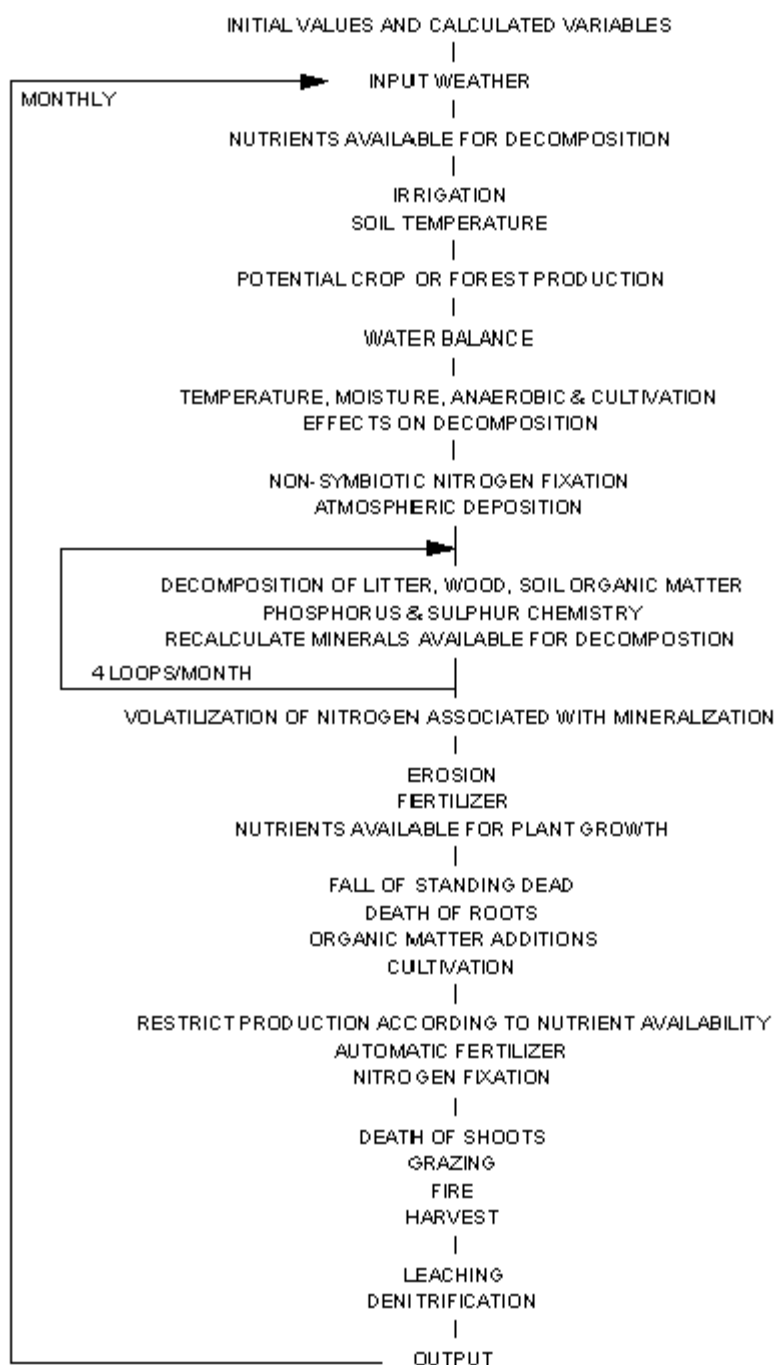 INITIAL VALUES AND CALCULATED VARIABLES
INPUT WEATHER
MONTHLY
NUTRIENTS AVAILABLE FOR DECOMPOSITION
IRRIGATION
SOIL TEMPERATURE
POTENTIAL CROP OR FOREST PRODUCTION
WATER BALANCE
TEMPERATURE, MOISTURE, ANAEROBIC & CULTIVATION
EFFECTS ON DECOMPOSITION
NON-SYMBIOTIC NITROGEN FIXATION
ATMOSPHERIC DEPOSITION
DECOMPOSITION OF LITTER, WOOD, SOIL ORGANIC MATTER
PHOSPHORUS & SULPHUR CHEMISTRY
RECALCULATE MINERALS AVAILABLE FOR DECOMPOSTION
4 LOOPS/MONTH
VOLATILIZATION OF NITROGEN ASSOCIATED WITH MINERALIZATION
EROSION
FERTILIZER
NUTRIENTS AVAILABLE FOR PLANT GROWTH
FALL OF STANDING DEAD
DEATH OF ROOTS
ORGANIC MATTER ADDITIONS
CULTIVATION
RESTRICT PRODUCTION ACCORDING TO NUTRIENT AVAILABILITY
AUTOMATIC FERTILIZER
NITROGEN FIXATION
DEATH OF SHOOTS
GRAZING
FIRE
HARVEST
LEACHING
DENITRIFICATION
OUTPUT